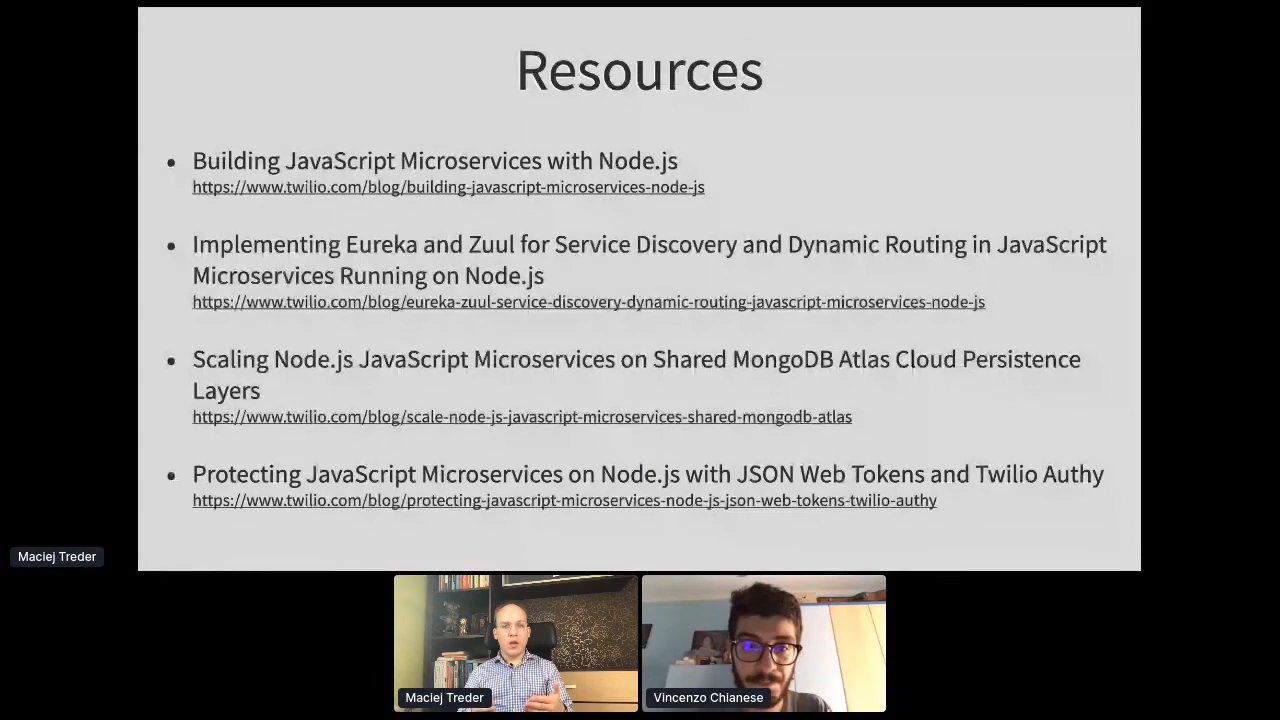 Resources
Building JavaScript Microservices with Node.js
https://www.twilio.com/blog/building-javascript-microservices-node-js
Implementing Eureka and Zuul for Service Discovery and Dynamic Routing in JavaScript
Microservices Running on Node.js
https://www.twilio.com/blog/eureka-zuul-service-discovery-dynamic-routing-javascript-microservices-node-js
Scaling Node.js JavaScript Microservices on Shared MongoDB Atlas Cloud Persistence
Layers
https://www.twilio.com/blog/scale-node-js-javascript-microservices-shared-mongodb-atlas
Protecting JavaScript Microservices on Node.js with JSON Web Tokens and Twilio Authy
https://www.twilio.com/blog/protecting-javascript-microservices-node-js-json-web-tokens-twilio-authy
Maciej Treder
Maciej Treder
Vincenzo Chianese